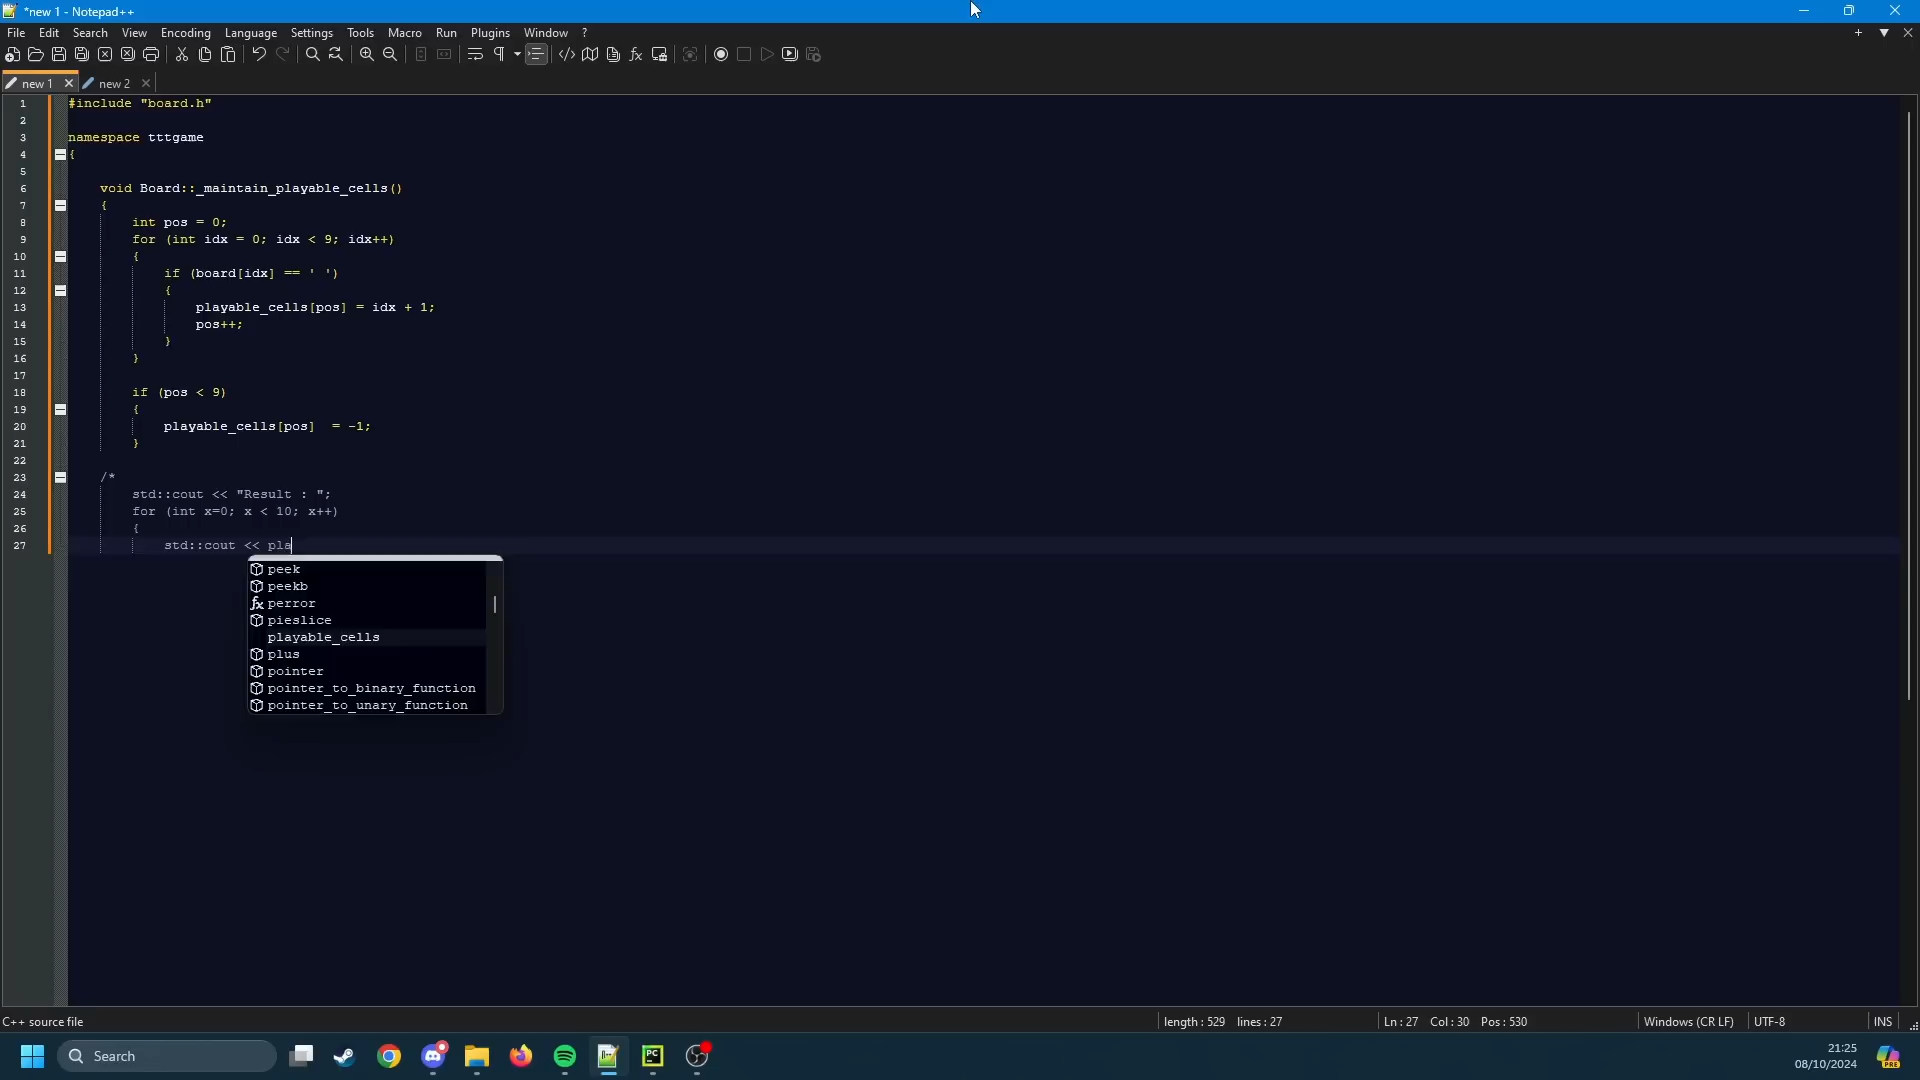 *new 1 - Notepad++
File Edit Search View Encoding Language Settings Tools Macro Run Plugins Window ?
new 1 new 2
1 #include "board.h"
2
3 namespace tttgame
4 {
5
6 void Board::_maintain_playable_cells()
7 {
8 int pos = 0;
9 for (int idx = 0; idx < 9; idx++)
10 {
11 if (board[idx] == ' ')
12 {
13 playable_cells[pos] = idx + 1;
14 pos++;
15 }
16 }
17
18 if (pos < 9)
19 {
20 playable_cells[pos]  = -1;
21 }
22
23 /*
24 std::cout << "Result : ";
25 for (int x=0; x < 10; x++)
26 {
27 std::cout << pla
peek
peekb
fx perror
pieslice
playable_cells
plus
pointer
pointer_to_binary_function
pointer_to_unary_function
C++ source file length : 529 lines : 27 Ln : 27 Col : 30 Pos : 530 Windows (CR LF) UTF-8 INS
Search PC 21:25
08/10/2024 PRE